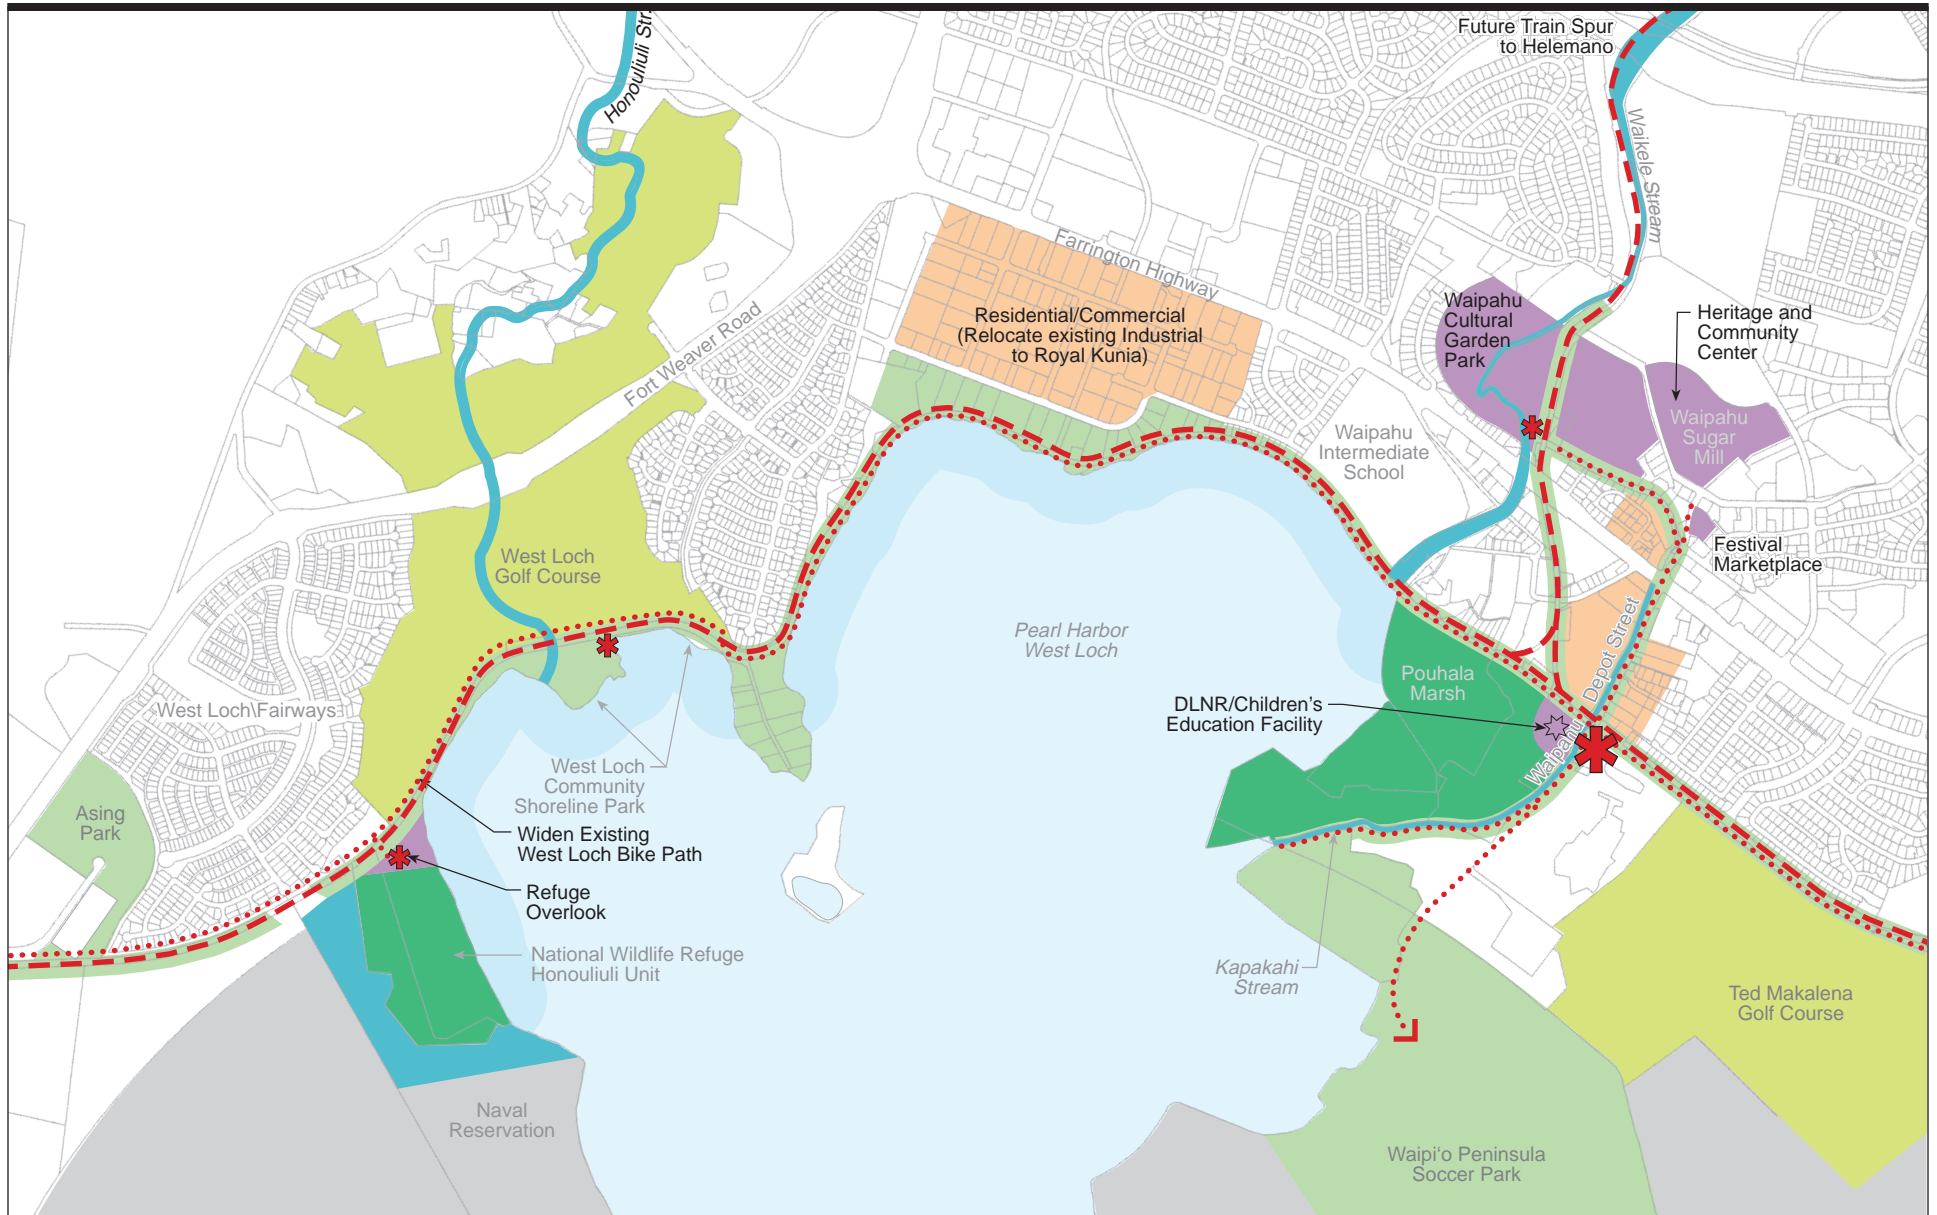 Future Train Spur
to Helemano
Honouliuli Str.
Waikele Stream
Farrington Highway
Residential/Commercial
(Relocate existing Industrial
to Royal Kunia)
Waipahu
Cultural
Garden
Park
Heritage and
Community
Center
Fort Weaver Road
Waipahu
Sugar
Mill
Waipahu
Intermediate
School
Festival
Marketplace
West Loch
Golf Course
Pearl Harbor
West Loch
Depot Street
Pouhala
Marsh
West Loch\Fairways
DLNR/Children's
Education Facility
Waipahu
West Loch
Community
Shoreline Park
Asing
Park
Widen Existing
West Loch Bike Path
Refuge
Overlook
National Wildlife Refuge
Honouliuli Unit
Kapakahi
Stream
Ted Makalena
Golf Course
Naval
Reservation
Waipi‘o Peninsula
Soccer Park